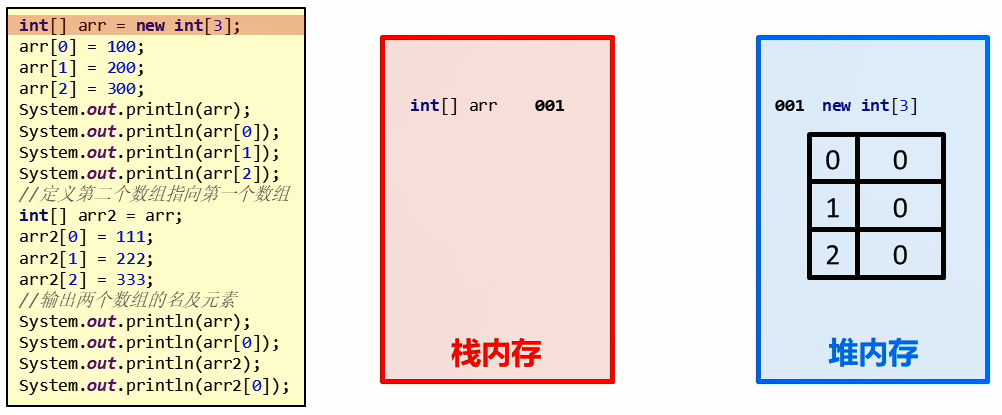 int[] arr = new int[3];
arr[0] = 100;
arr[1] = 200;
arr[2] = 300;
System.out.println(arr);
System.out.println(arr[0]);
System.out.println(arr[1]);
System.out.println(arr[2]);
//定义第二个数组指向第一个数组
int[] arr2 = arr;
arr2[0] = 111;
arr2[1] = 222;
arr2[2] = 333;
//输出两个数组的名及元素
System.out.println(arr);
System.out.println(arr[0]);
System.out.println(arr2);
System.out.println(arr2[0]);
int[] arr 001
栈内存
001 new int[3]
0 0
1 0
2 0
堆内存